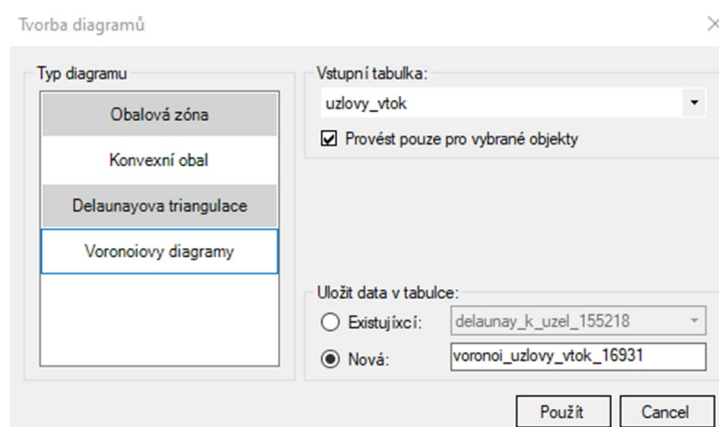 Tvorba diagramů
Typ diagramu
Obalová zóna
Konvexní obal
Delaunayova triangulace
Voronoiovy diagramy
Vstupní tabulka:
uzlovy_vtok
Provést pouze pro vybrané objekty
Uložit data v tabulce:
Existujíxcí:
delaunay_k_uzel_155218
Nová:
voronoi_uzlovy_vtok_16931
Použít
Cancel